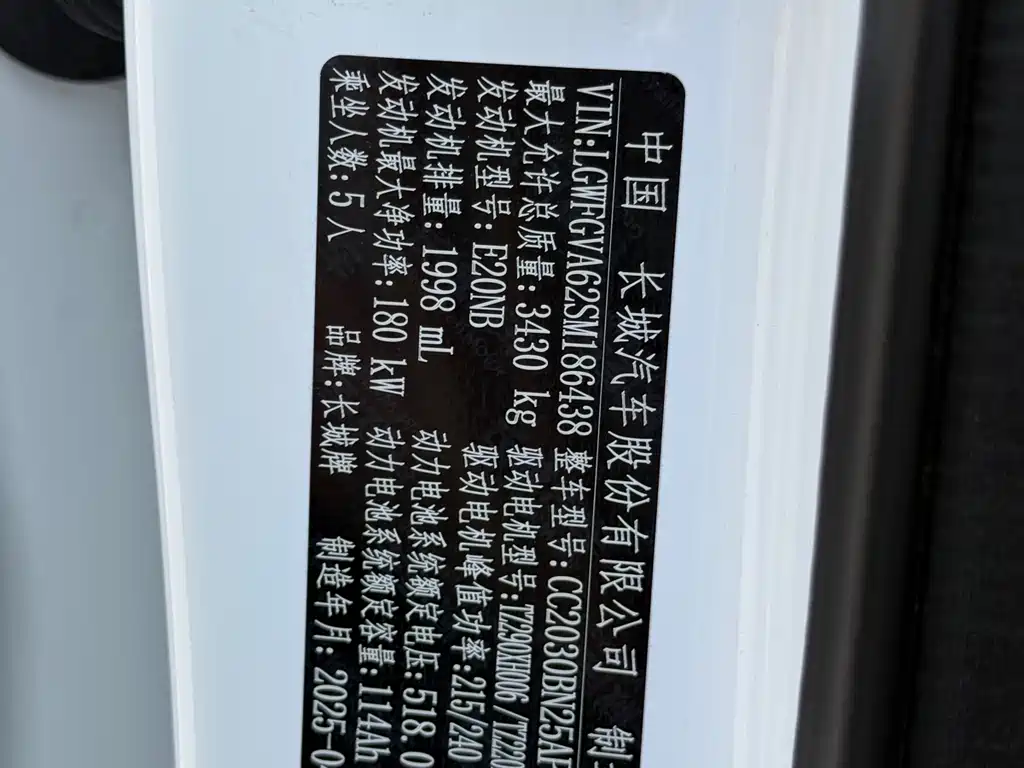 中国 长城汽车股份有限公司 制
VIN:LGWFGVA62SM186438 整车型号:CC2030BN25A
最大允许总质量:3430 kg 驱动电机型号:TZ290XH006/TZ220
发动机型号:E20NB 驱动电机峰值功率:215/240
发动机排量:1998 mL 动力电池系统额定电压:518.0
发动机最大净功率:180 kW 动力电池系统额定容量:114Ah
乘坐人数:5人 品牌:长城牌 制造年月:2025-0